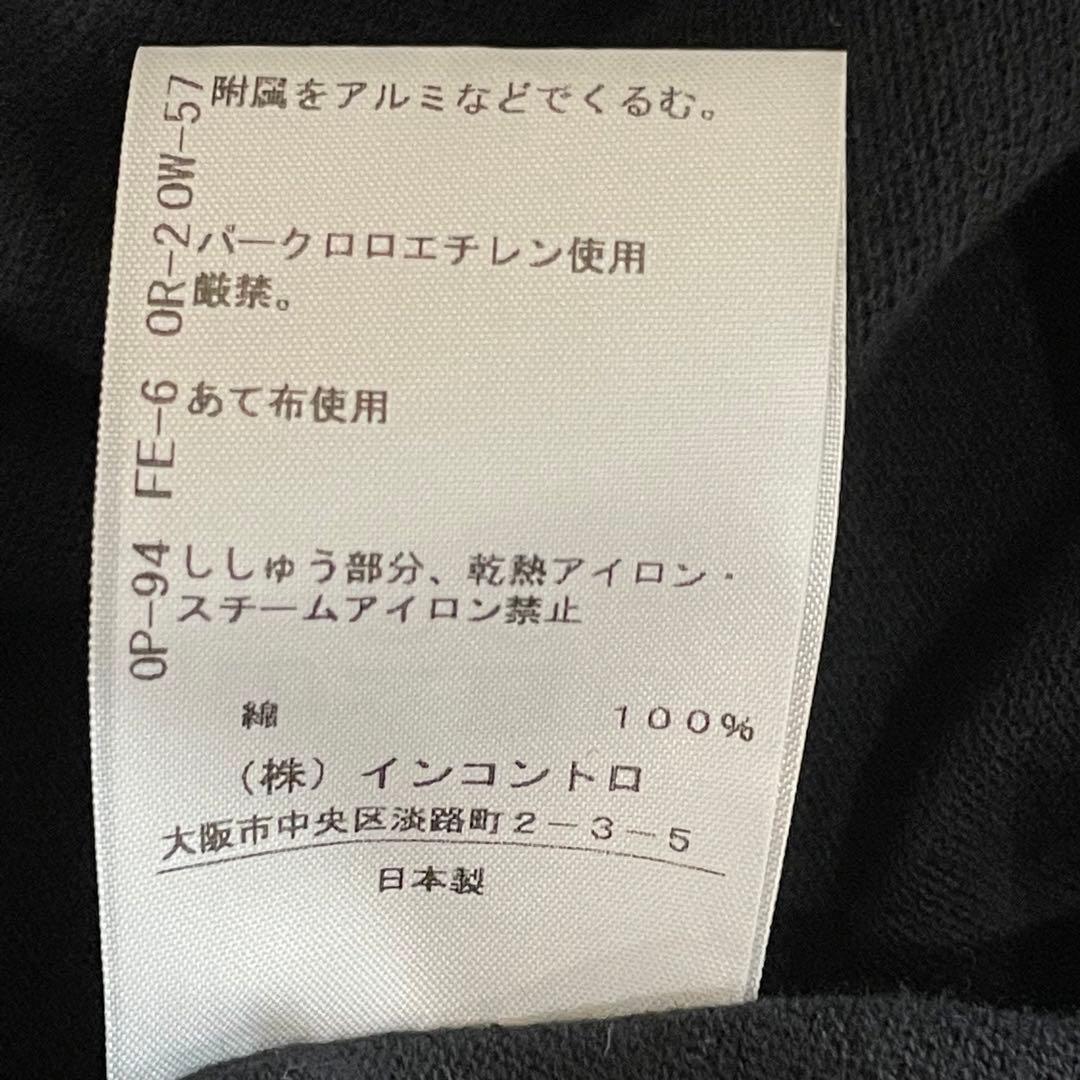 附属をアルミなどでくるむ。
パークロロエチレン使用
厳禁。
あて布使用
ししゅう部分、乾熱アイロン・
スチームアイロン禁止
綿 100%
(株) インコントロ
大阪市中央区淡路町2-3-5
日本製
0P-94 FE-6 0R-20W-57